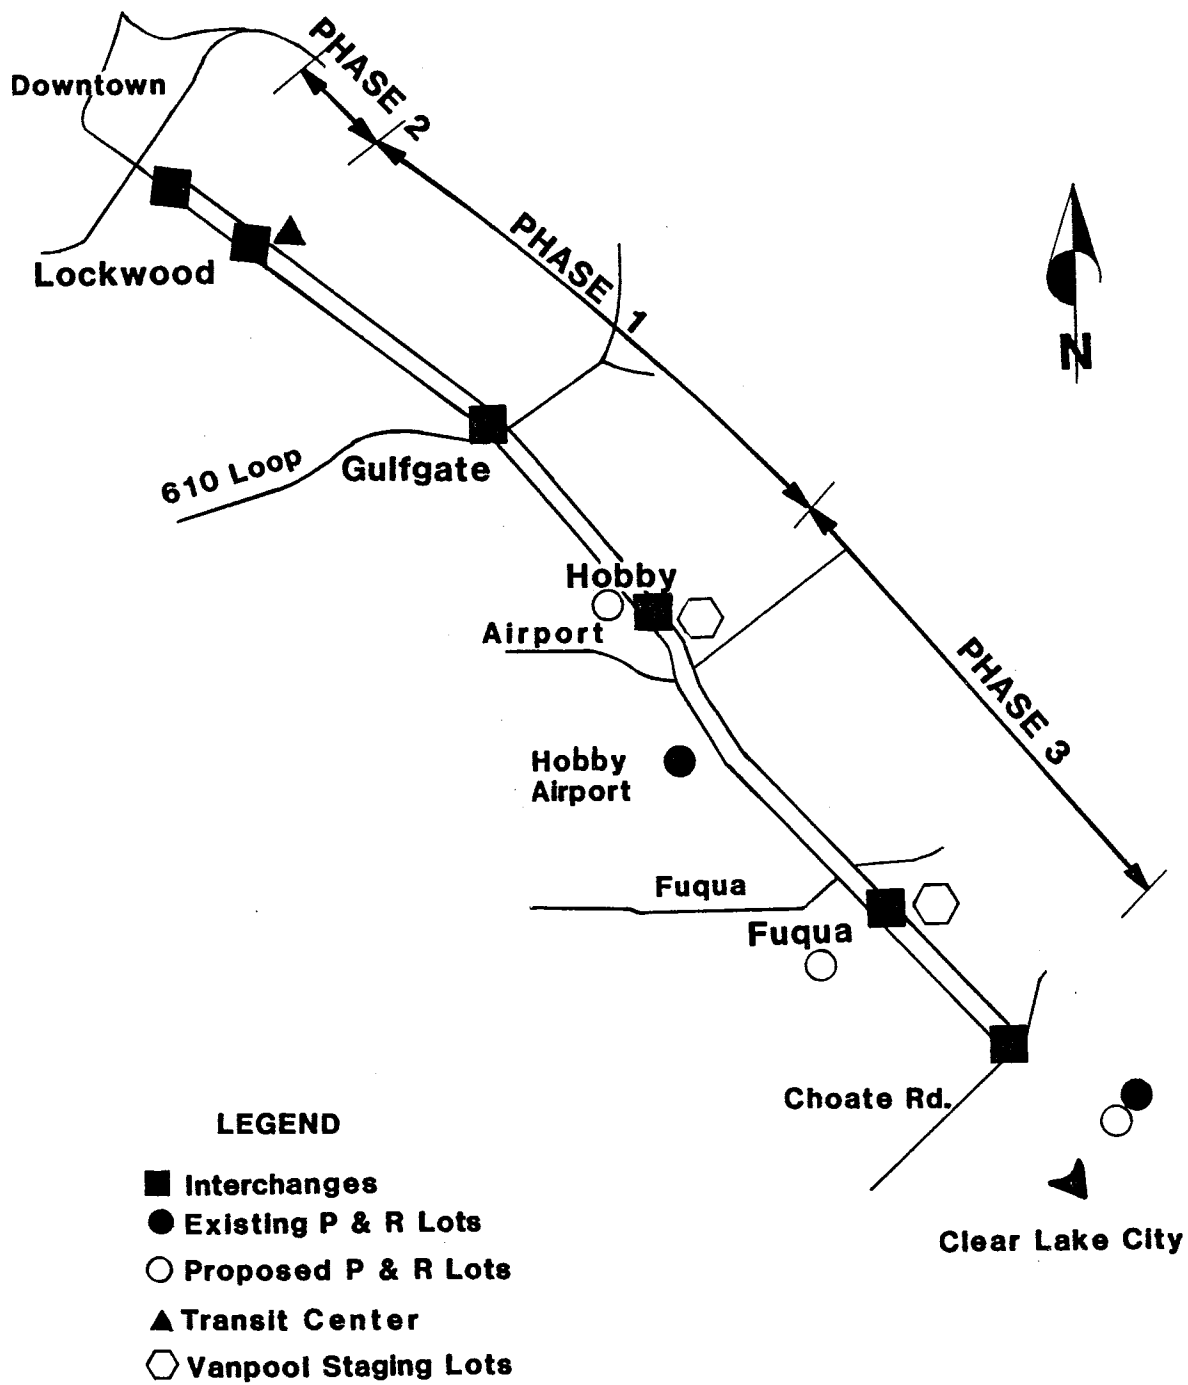 PHASE 2
Downtown
PHASE 1
Lockwood
N
610 Loop
Gulfgate
Hobby
Airport
PHASE 3
Hobby
Airport
Fuqua
Fuqua
Choate Rd.
Clear Lake City
LEGEND
Interchanges
Existing P & R Lots
Proposed P & R Lots
Transit Center
Vanpool Staging Lots